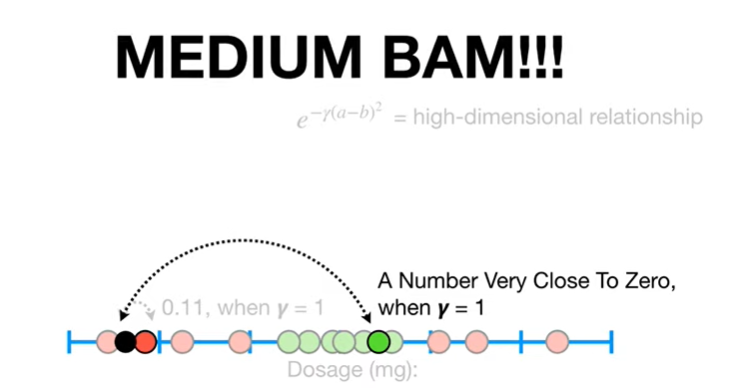 MEDIUM BAM!!!
e^{-γ(a-b)^2} = high-dimensional relationship
A Number Very Close To Zero,
0.11, when γ = 1
when γ = 1
Dosage (mg):